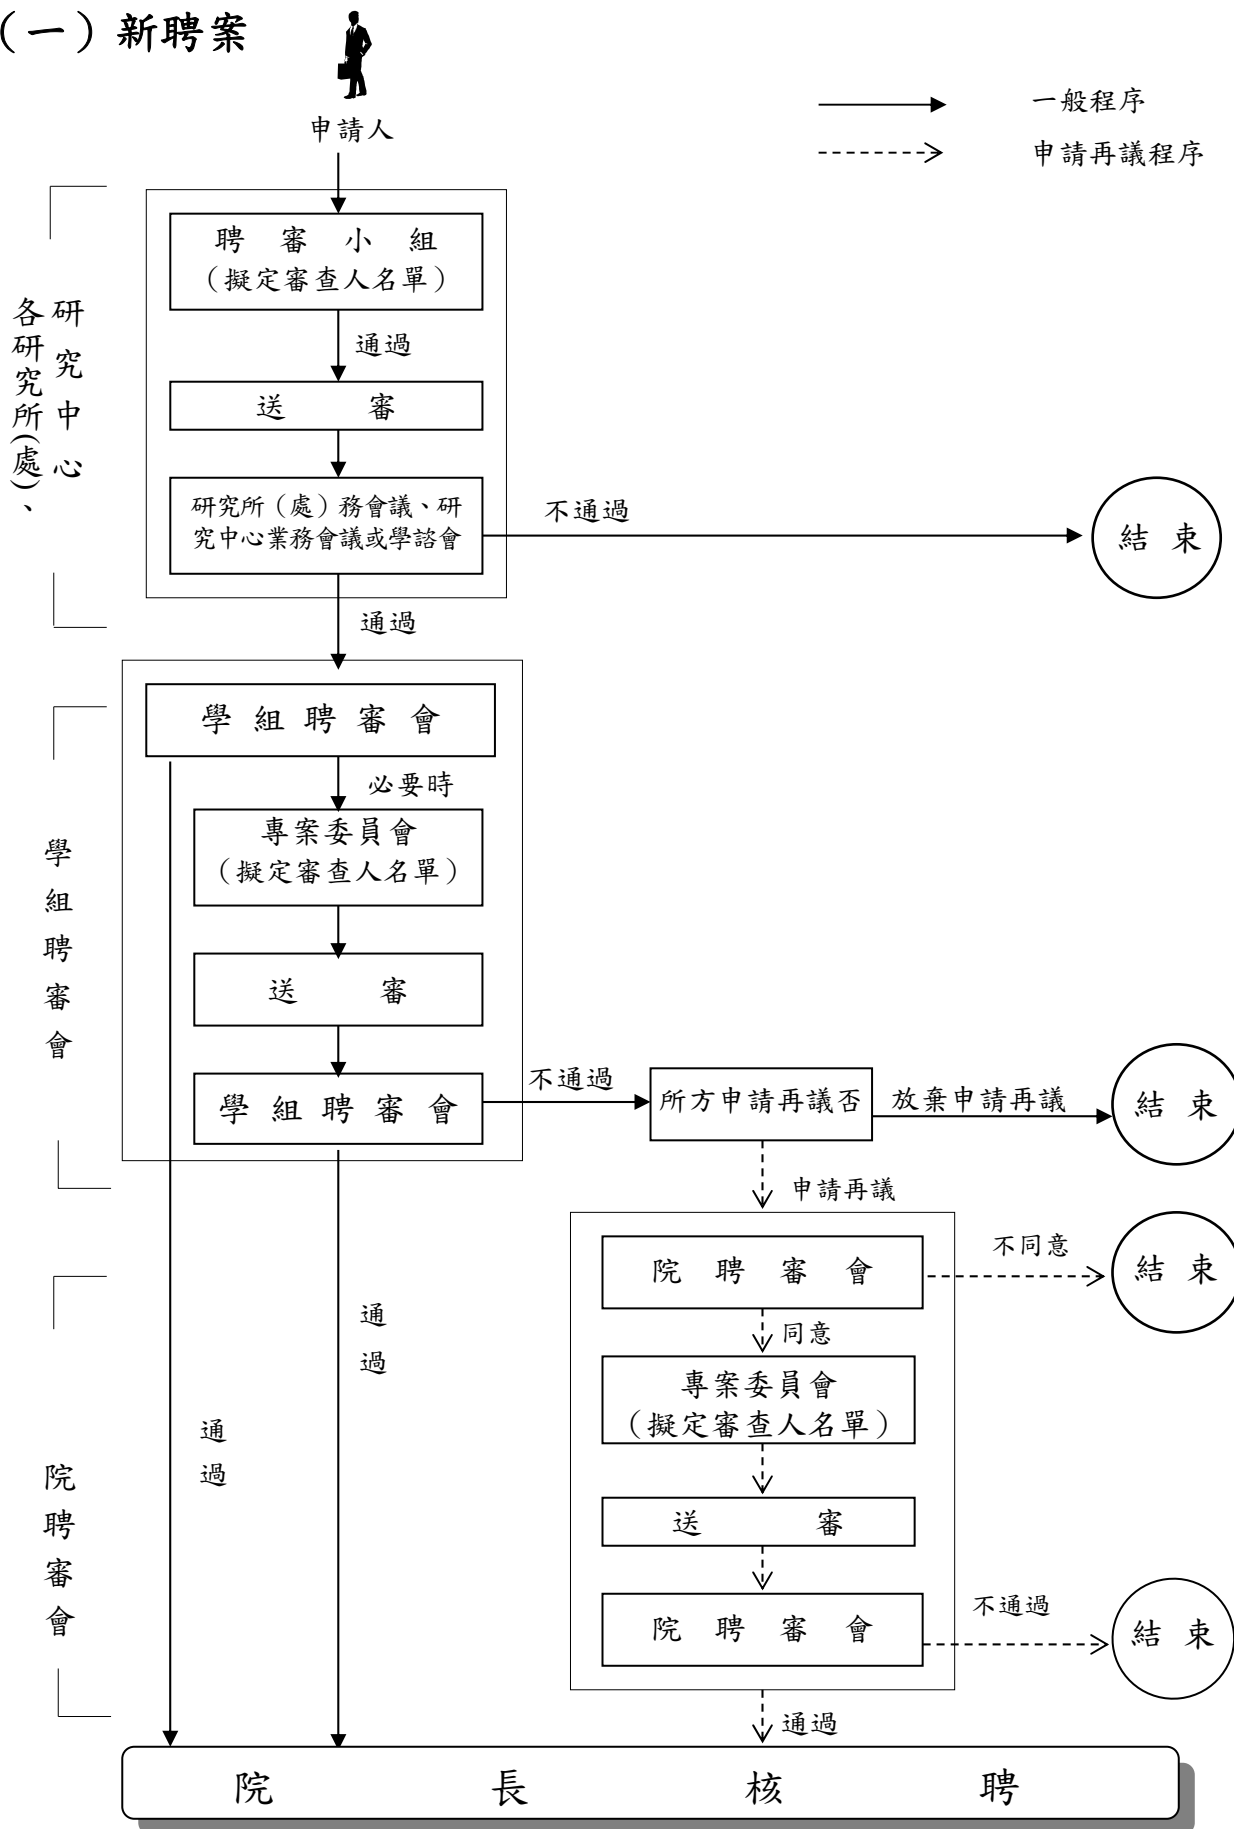 （一）新聘案
申請人
一般程序
申請再議程序
各研究所(處)、
研究中心
聘審小組
（擬定審查人名單）
通過
送審
研究所（處）務會議、研
究中心業務會議或學諮會
不通過
結束
通過
學組聘審會
學組聘審會
必要時
專案委員會
（擬定審查人名單）
送審
學組聘審會
不通過
所方申請再議否
放棄申請再議
結束
申請再議
院聘審會
院聘審會
不同意
結束
同意
專案委員會
（擬定審查人名單）
送審
院聘審會
不通過
結束
通過
通過
通過
院長核聘